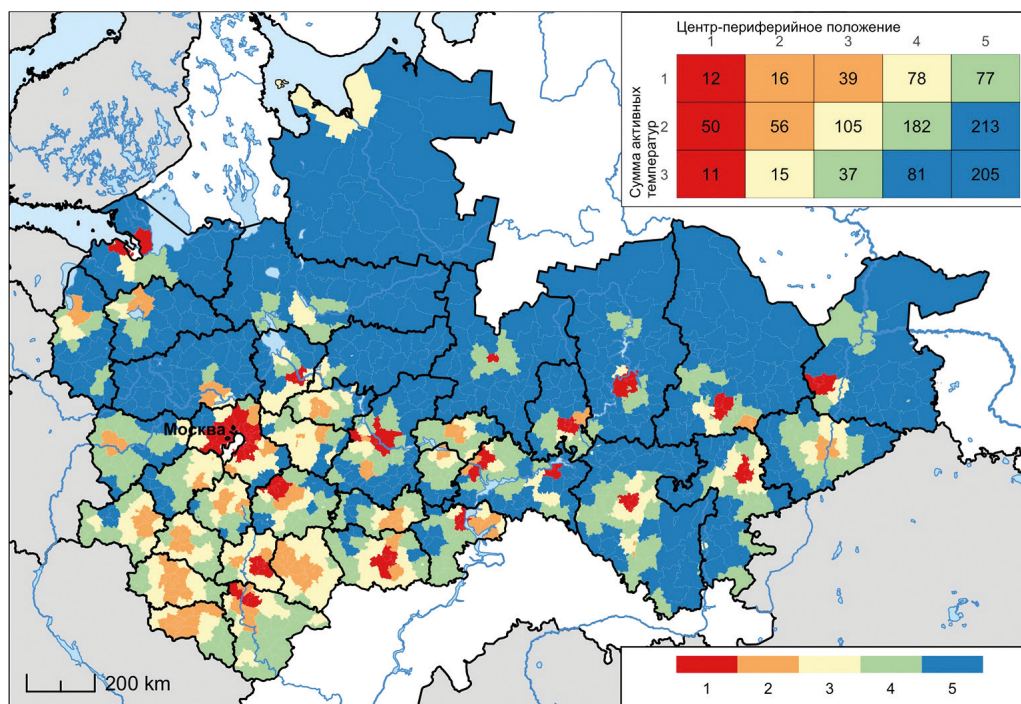 Центр-периферийное положение
1 2 3 4 5
Сумма активных
температур
1 12 16 39 78 77
2 50 56 105 182 213
3 11 15 37 81 205
Москва
200 km
1 2 3 4 5